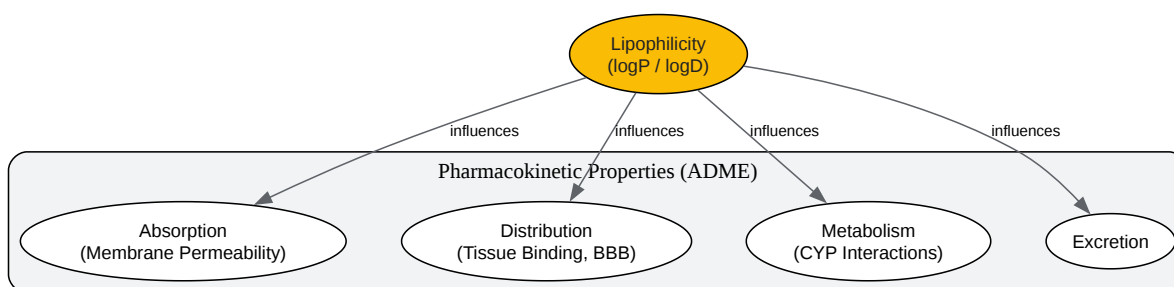 Lipophilicity
(logP / logD)
influences
influences
influences
influences
Pharmacokinetic Properties (ADME)
Absorption
(Membrane Permeability)
Distribution
(Tissue Binding, BBB)
Metabolism
(CYP Interactions)
Excretion